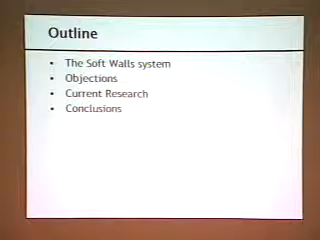 Outline
• The Soft Walls system
• Objections
• Current Research
• Conclusions